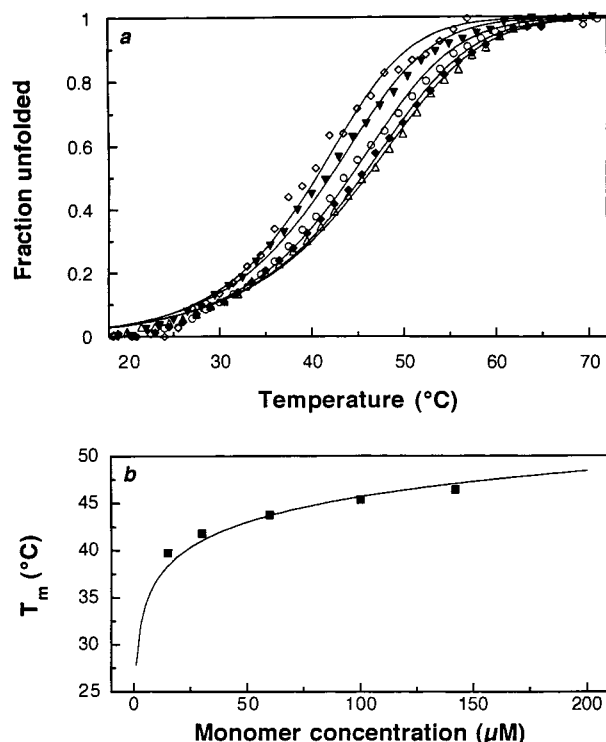 a
1
0.8
0.6
0.4
0.2
0
Fraction unfolded
20 30 40 50 60 70
Temperature (°C)
b
50
45
40
35
30
25
Tm (°C)
0 50 100 150 200
Monomer concentration (µM)